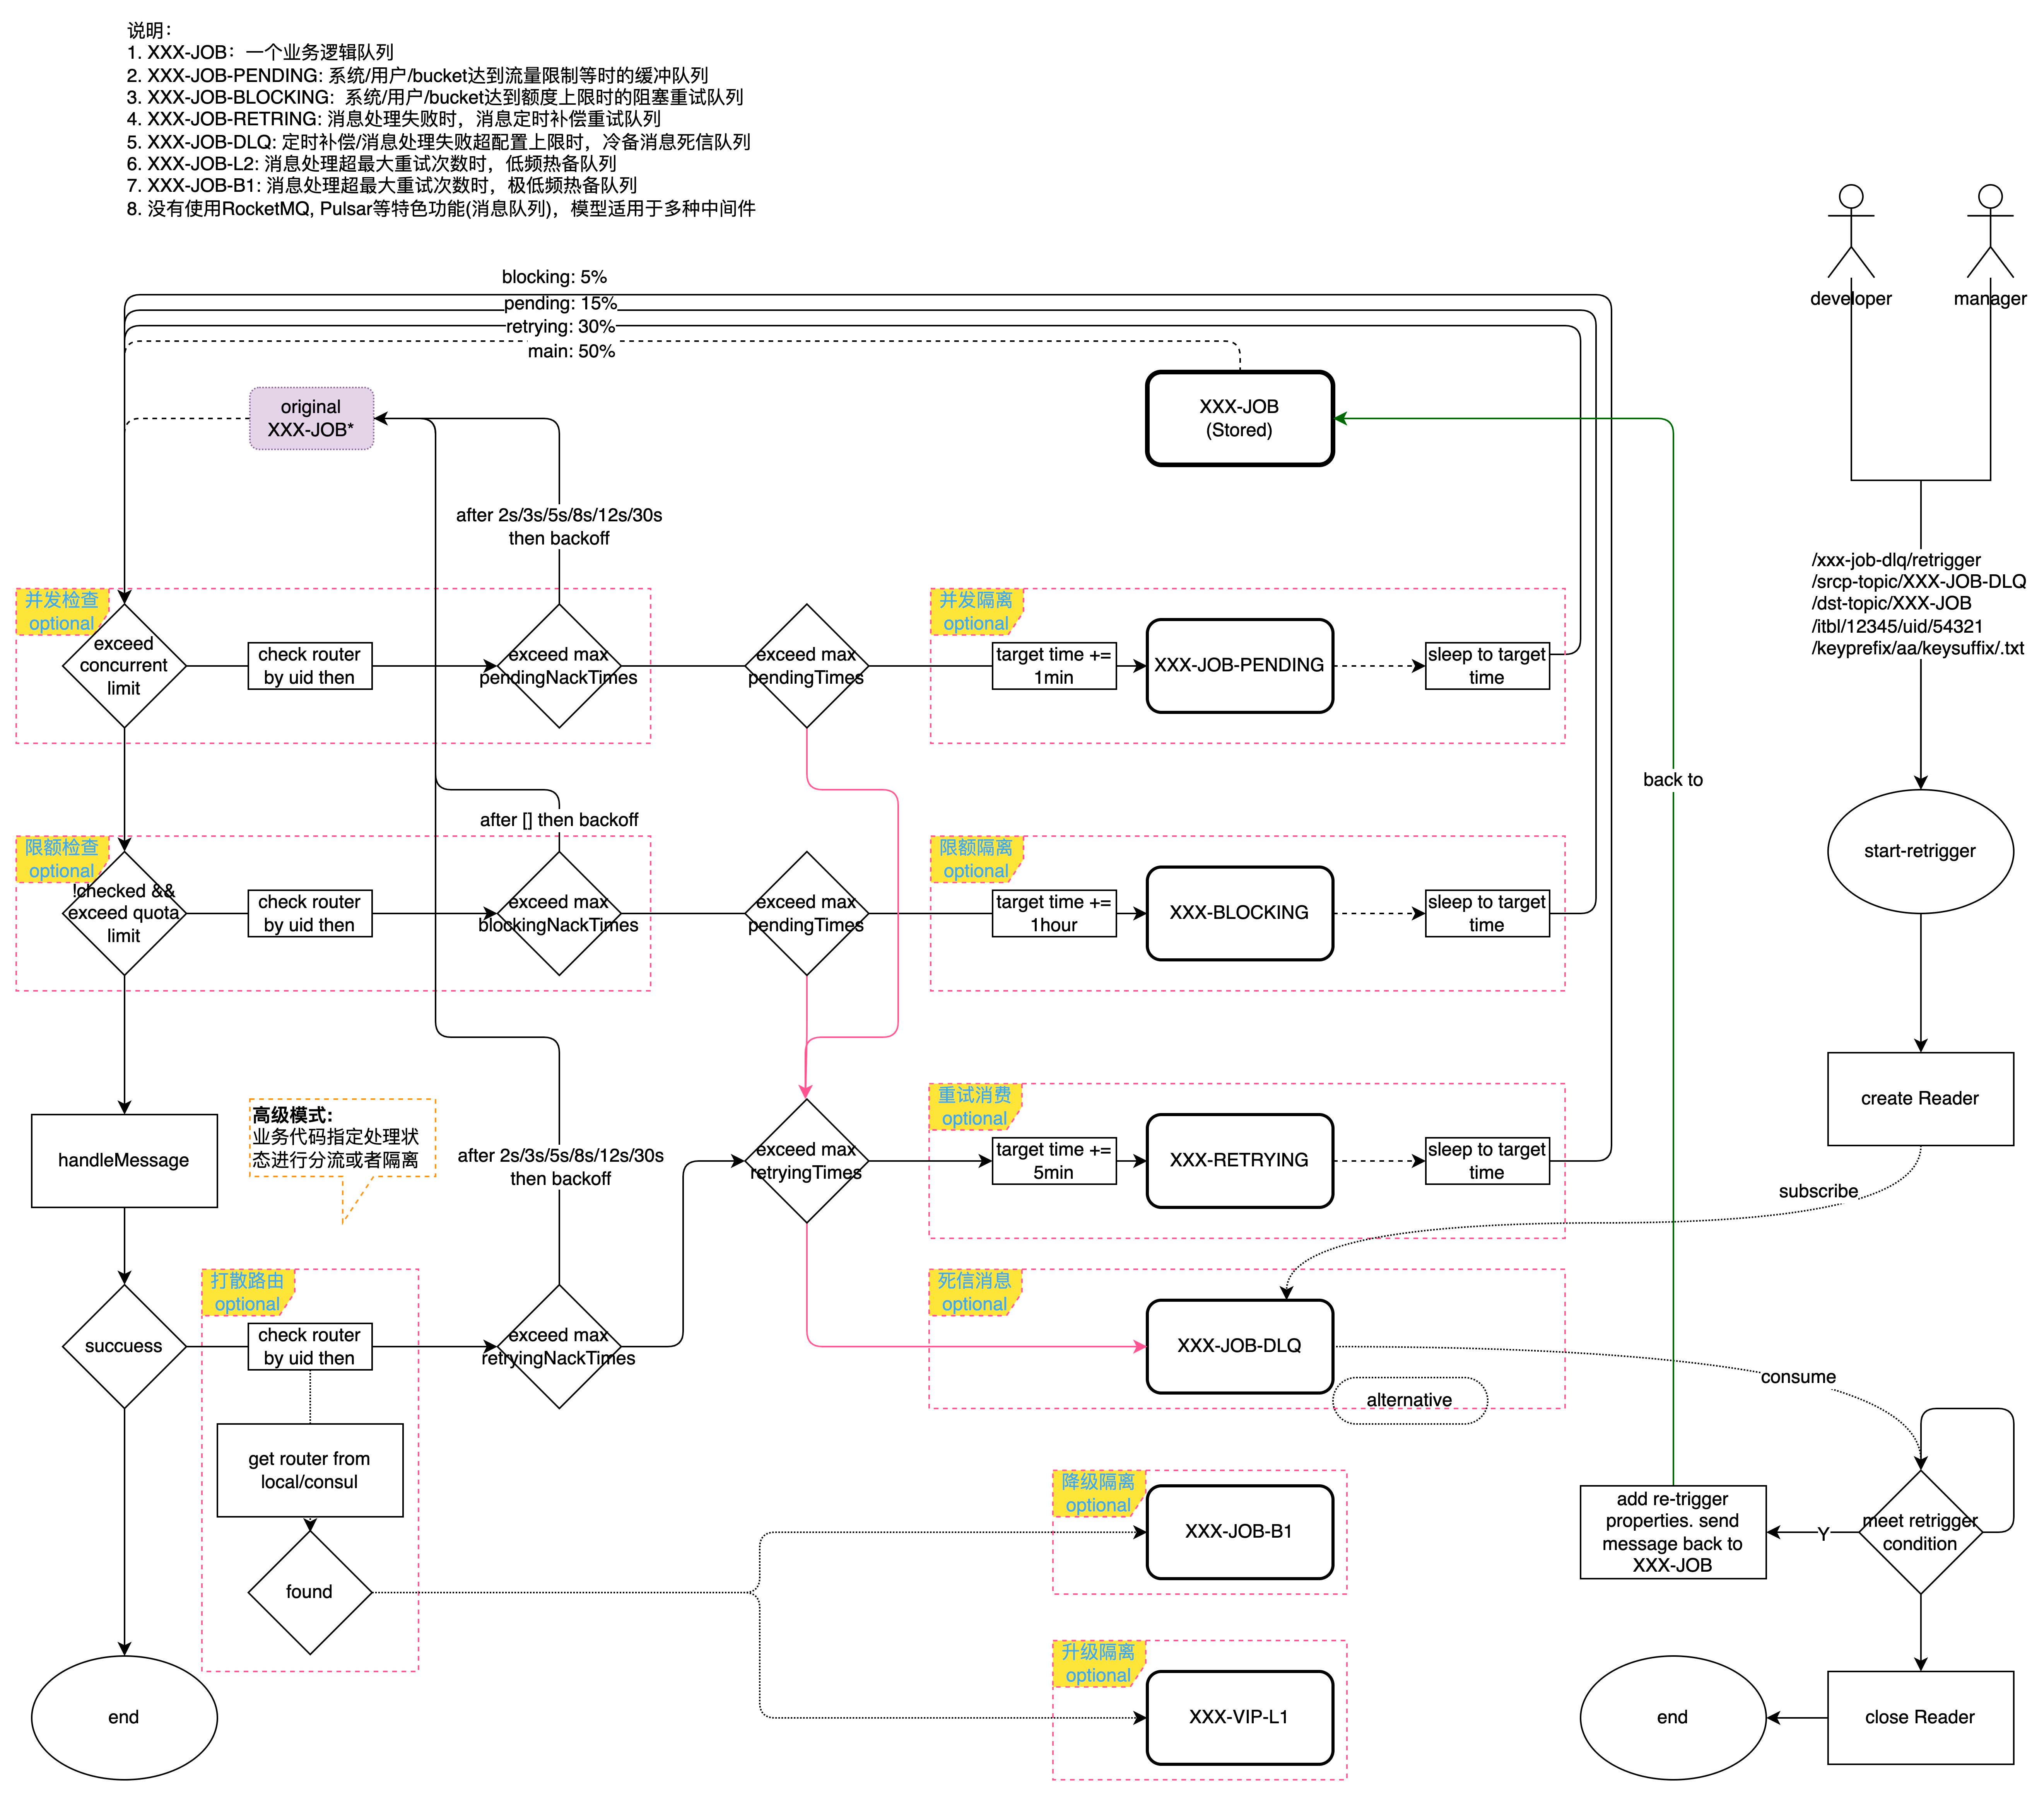 说明：
1. XXX-JOB：一个业务逻辑队列
2. XXX-JOB-PENDING: 系统/用户/bucket达到流量限制等时的缓冲队列
3. XXX-JOB-BLOCKING：系统/用户/bucket达到额度上限时的阻塞重试队列
4. XXX-JOB-RETRING: 消息处理失败时，消息定时补偿重试队列
5. XXX-JOB-DLQ: 定时补偿/消息处理失败超配置上限时，冷备消息死信队列
6. XXX-JOB-L2: 消息处理超最大重试次数时，低频热备队列
7. XXX-JOB-B1: 消息处理超最大重试次数时，极低频热备队列
8. 没有使用RocketMQ, Pulsar等特色功能(消息队列)，模型适用于多种中间件
developer
manager
blocking: 5%
pending: 15%
retrying: 30%
main: 50%
original
XXX-JOB*
XXX-JOB
(Stored)
after 2s/3s/5s/8s/12s/30s
then backoff
/xxx-job-dlq/retrigger
/srcp-topic/XXX-JOB-DLQ
/dst-topic/XXX-JOB
/itbl/12345/uid/54321
/keyprefix/aa/keysuffix/.txt
并发检查
optional
exceed
concurrent
limit
check router
by uid then
exceed max
pendingNackTimes
exceed max
pendingTimes
并发隔离
optional
target time +=
1min
XXX-JOB-PENDING
sleep to target
time
back to
after [] then backoff
start-retrigger
限额检查
optional
!checked &&
exceed quota
limit
check router
by uid then
exceed max
blockingNackTimes
exceed max
pendingTimes
限额隔离
optional
target time +=
1hour
XXX-BLOCKING
sleep to target
time
create Reader
handleMessage
高级模式：
业务代码指定处理状
态进行分流或者隔离
after 2s/3s/5s/8s/12s/30s
then backoff
exceed max
retryingTimes
重试消费
optional
target time +=
5min
XXX-RETRYING
sleep to target
time
subscribe
succuess
打散路由
optional
check router
by uid then
exceed max
retryingNackTimes
死信消息
optional
XXX-JOB-DLQ
alternative
consume
get router from
local/consul
found
降级隔离
optional
XXX-JOB-B1
add re-trigger
properties. send
message back to
XXX-JOB
Y
meet retrigger
condition
升级隔离
optional
XXX-VIP-L1
end
end
close Reader